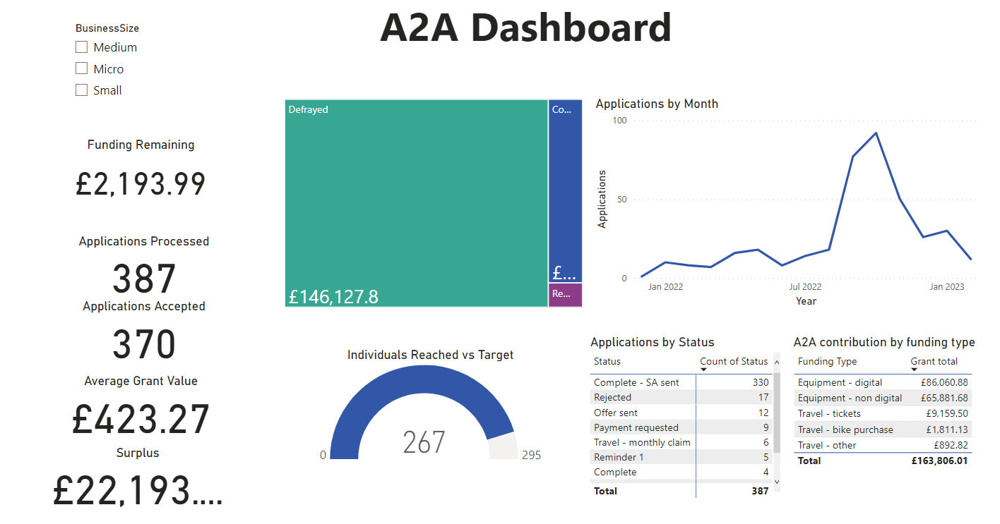 A2A Dashboard
BusinessSize
Medium
Micro
Small
Funding Remaining
£2,193.99
Applications Processed
387
Applications Accepted
370
Average Grant Value
£423.27
Surplus
£22,193....
Defrayed
£146,127.8
Co...
£...
Re...
Applications by Month
Applications
100
50
0
Jan 2022 Jul 2022 Jan 2023
Year
Individuals Reached vs Target
267
0 295
Applications by Status
Status Count of Status
Complete - SA sent 330
Rejected 17
Offer sent 12
Payment requested 9
Travel - monthly claim 6
Reminder 1 5
Complete 4
Total 387
A2A contribution by funding type
Funding Type Grant total
Equipment - digital £86,060.88
Equipment - non digital £65,881.68
Travel - tickets £9,159.50
Travel - bike purchase £1,811.13
Travel - other £892.82
Total £163,806.01